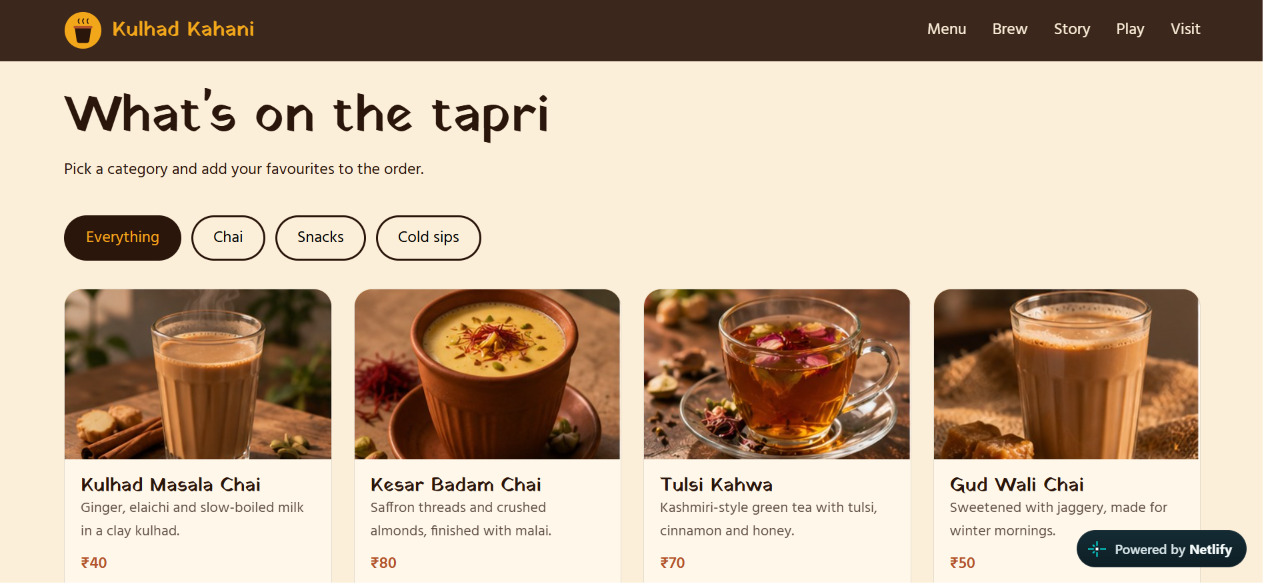 Kulhad Kahani
Menu
Brew
Story
Play
Visit
What's on the tapri
Pick a category and add your favourites to the order.
Everything
Chai
Snacks
Cold sips
Kulhad Masala Chai
Ginger, elaichi and slow-boiled milk
in a clay kulhad.
₹40
Kesar Badam Chai
Saffron threads and crushed
almonds, finished with malai.
₹80
Tulsi Kahwa
Kashmiri-style green tea with tulsi,
cinnamon and honey.
₹70
Gud Wali Chai
Sweetened with jaggery, made for
winter mornings.
₹50
Powered by Netlify